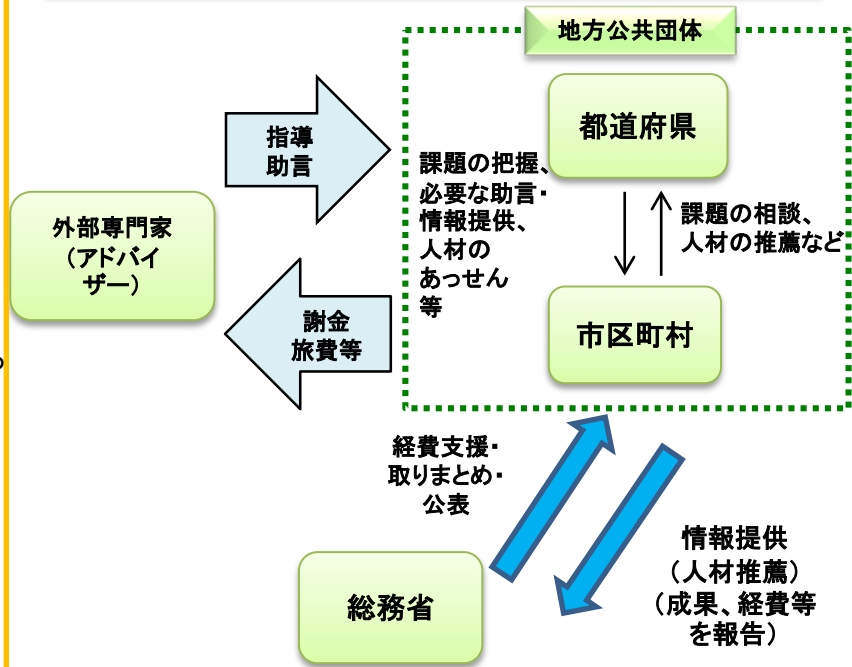 地方公共団体
都道府県
指導
助言
課題の把握、
必要な助言・
情報提供、
人材の
あっせん
等
課題の相談、
人材の推薦など
外部専門家
（アドバイ
ザー）
市区町村
謝金
旅費等
経費支援・
取りまとめ・
公表
情報提供
（人材推薦）
（成果、経費等
を報告）
総務省